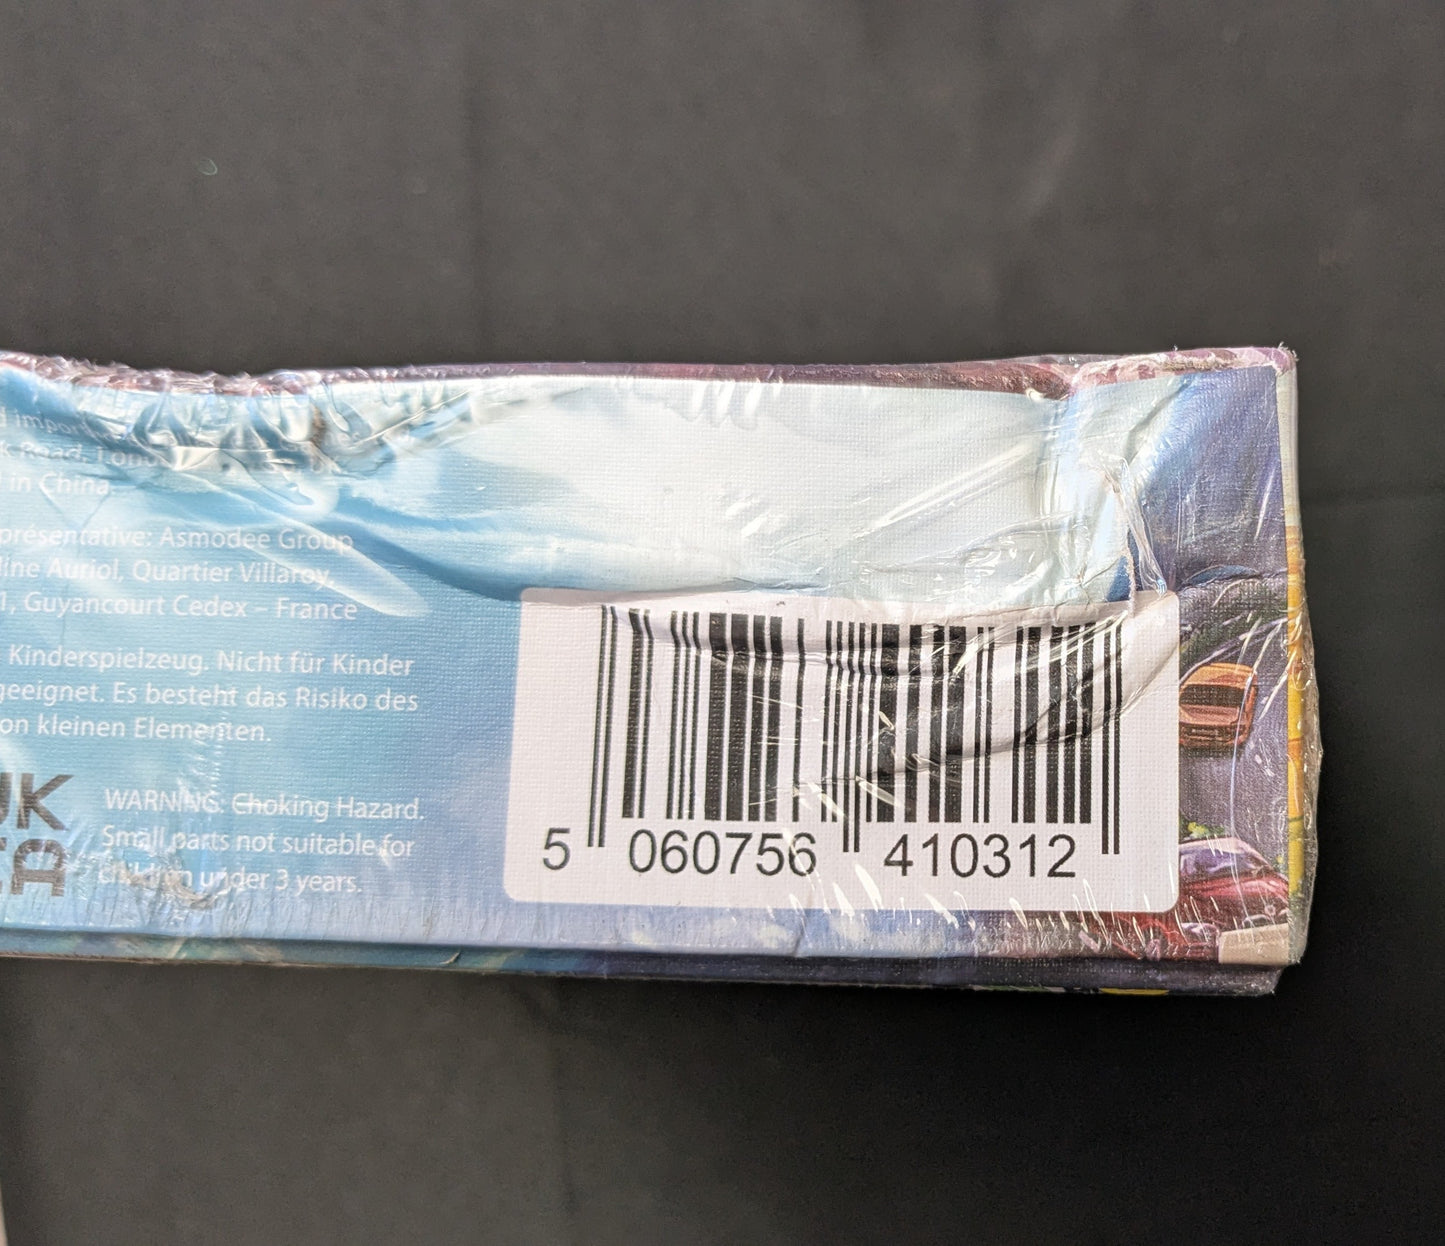 import
Road, Lond
in China.
présentative: Asmodee Group
line Auriol, Quartier Villaroy,
1, Guyancourt Cedex – France
Kinderspielzeug. Nicht für Kinder
geeignet. Es besteht das Risiko des
on kleinen Elementen.
UK
CA
WARNING: Choking Hazard.
Small parts not suitable for
children under 3 years.
5 060756 410312